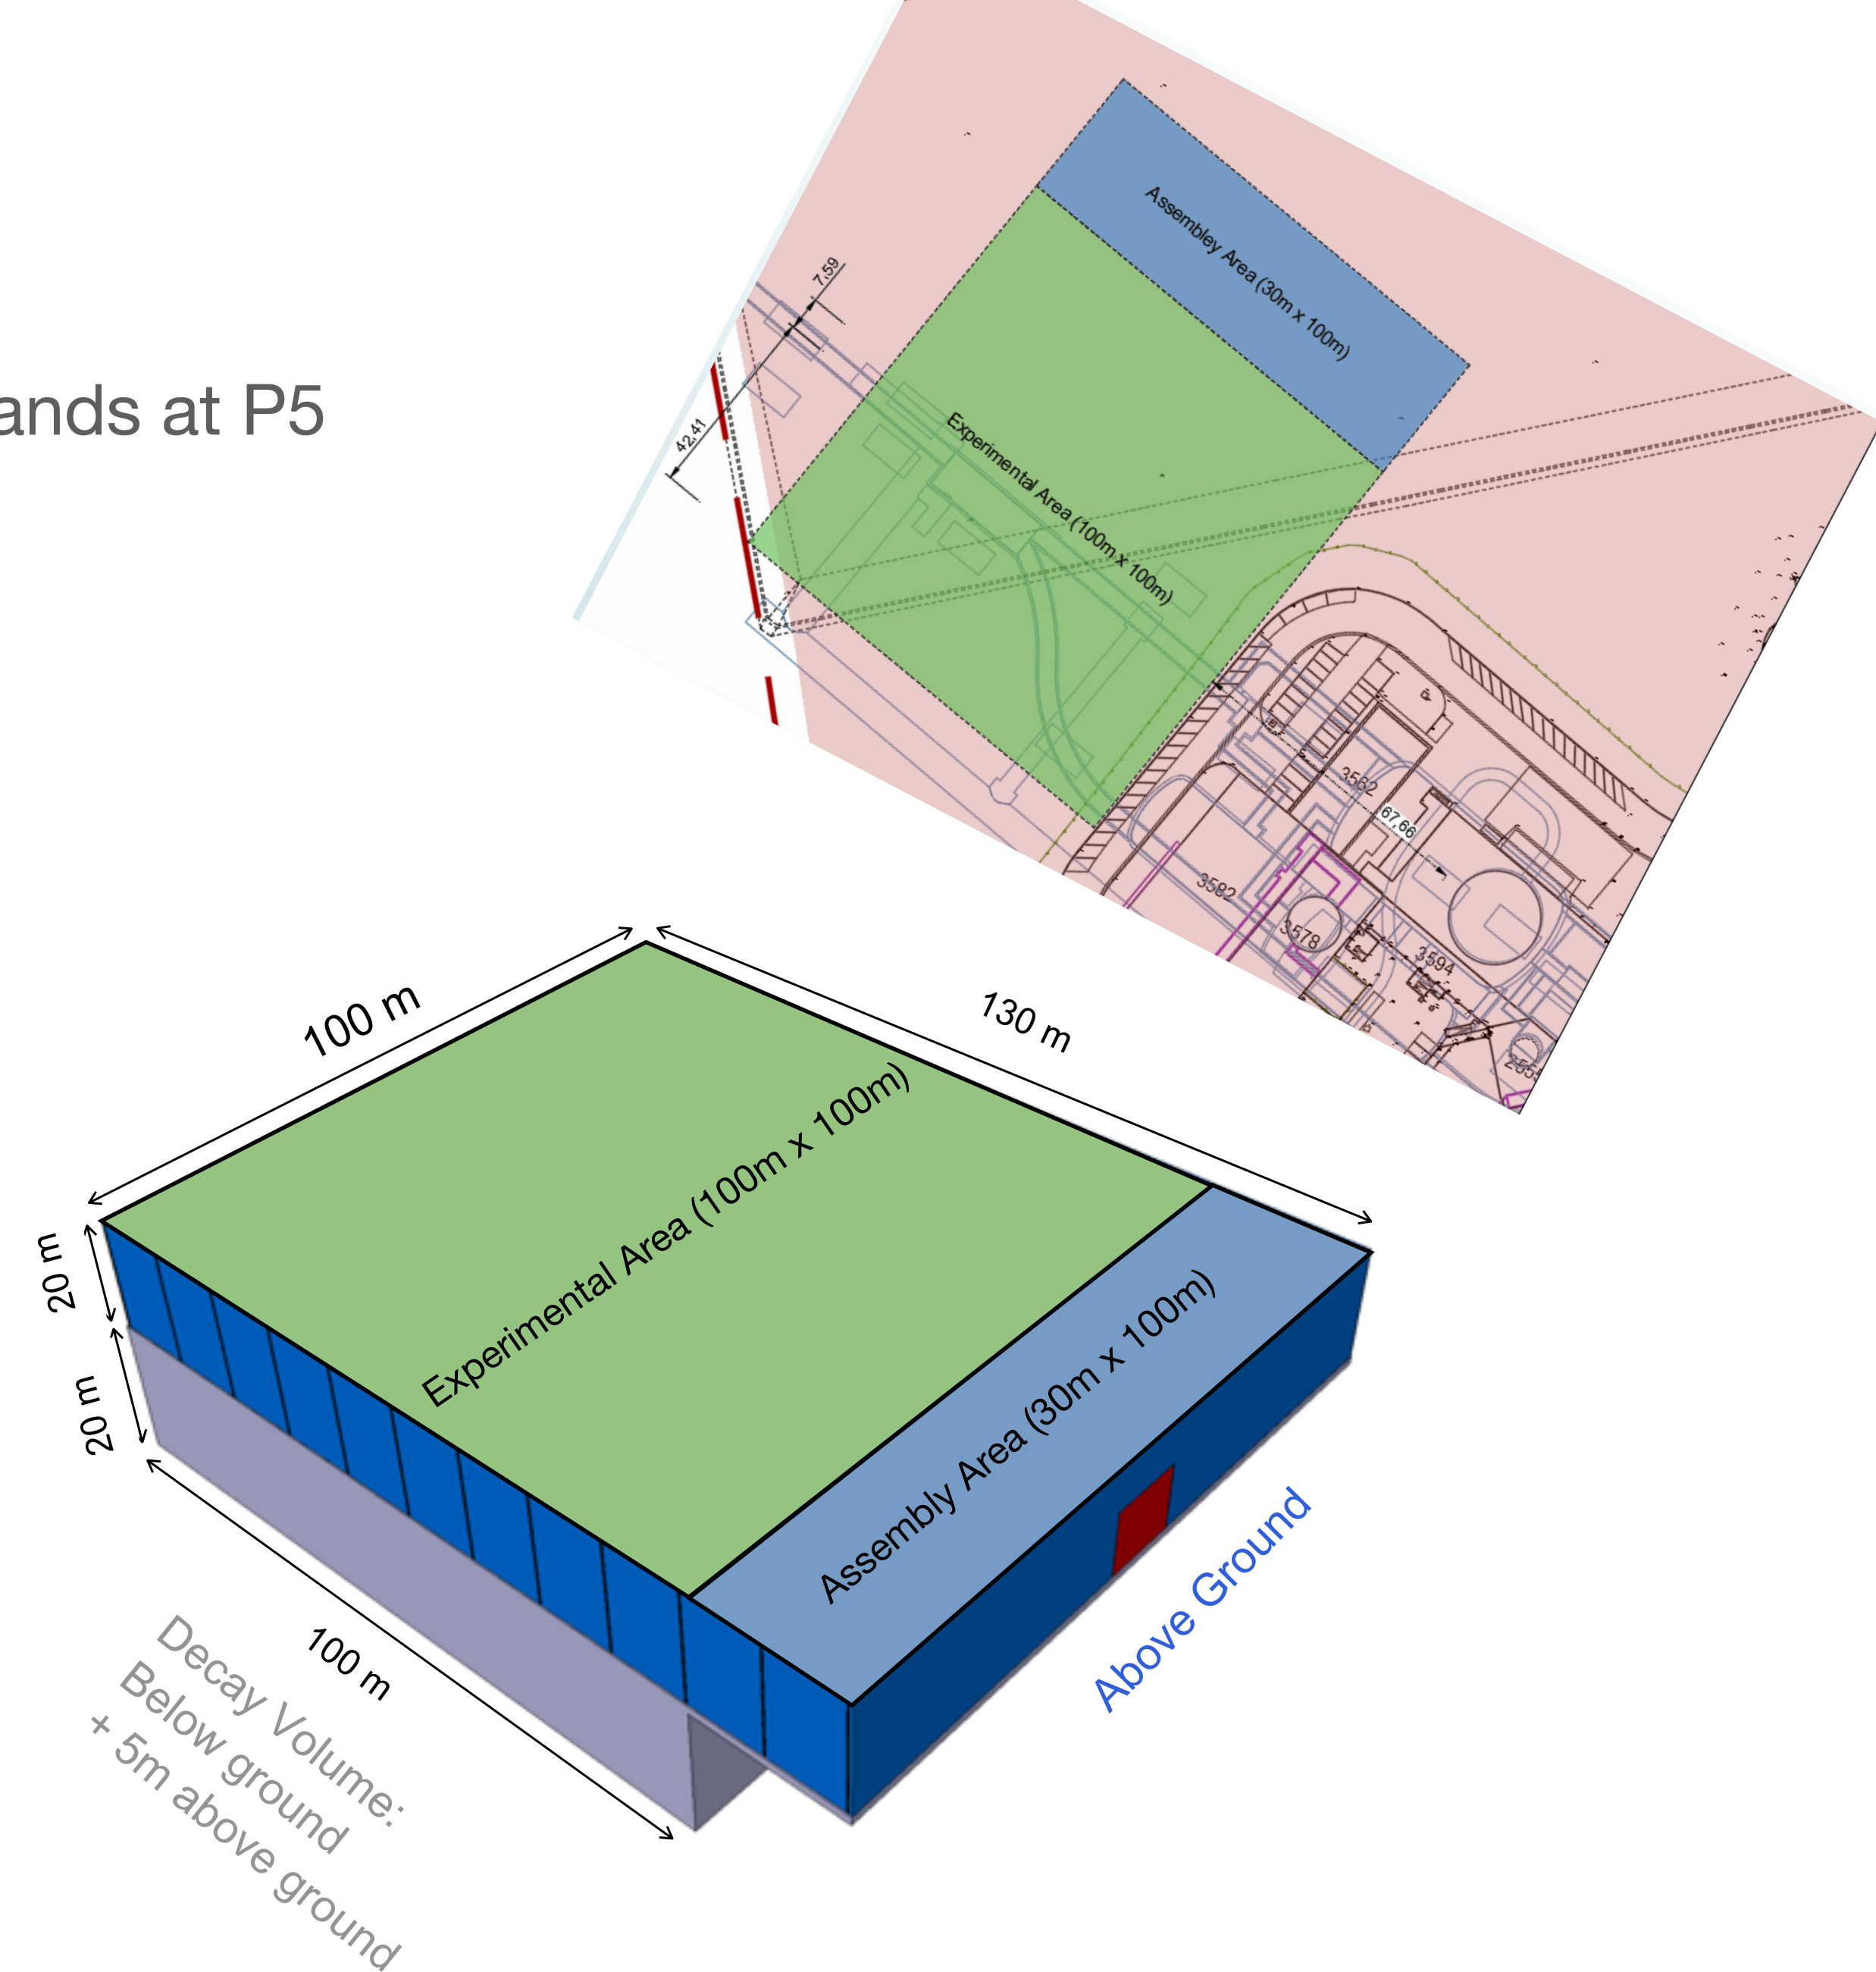 ands at P5
7,59
42,41
Assembley Area (30m x 100m)
Experimental Area (100m x 100m)
3562
67,66
3582
3578
3594
100 m
130 m
Experimental Area (100m x 100m)
20 m
20 m
Assembly Area (30m x 100m)
100 m
Above Ground
Decay Volume:
Below ground
+ 5m above ground